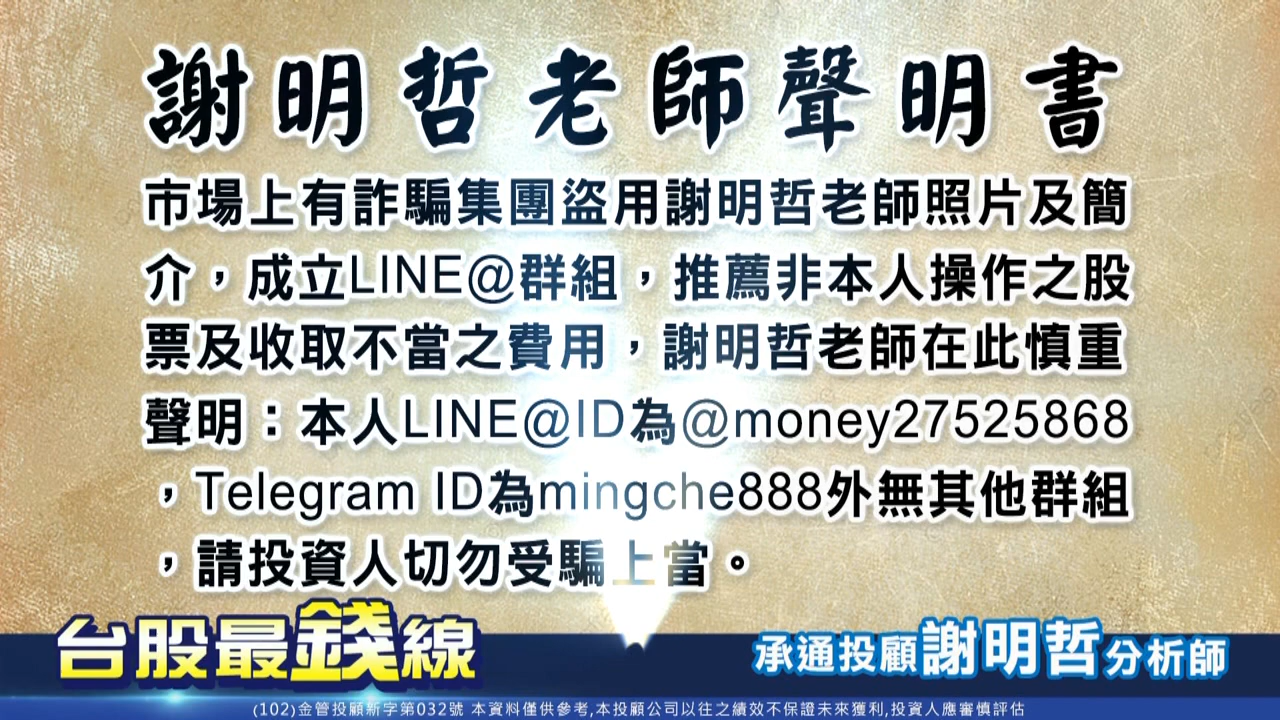 謝明哲老師聲明書
市場上有詐騙集團盜用謝明哲老師照片及簡
介，成立LINE@群組，推薦非本人操作之股
票及收取不當之費用，謝明哲老師在此慎重
聲明：本人LINE@ID為@money27525868
，Telegram ID為mingche888外無其他群組
，請投資人切勿受騙上當。
台股最錢線
承通投顧謝明哲分析師
(102)金管投顧新字第032號 本資料僅供參考,本投顧公司以往之績效不保證未來獲利,投資人應審慎評估